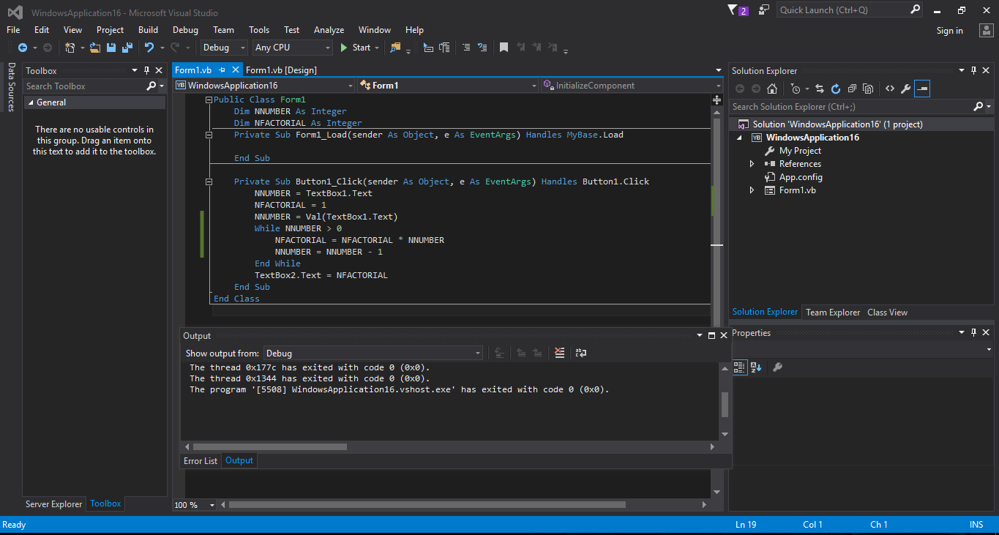 WindowsApplication16 - Microsoft Visual Studio
2
Quick Launch (Ctrl+Q)
File Edit View Project Build Debug Team Tools Test Analyze Window Help
Sign in
Debug Any CPU Start
Data Sources
Toolbox
Search Toolbox
General
There are no usable controls in
this group. Drag an item onto
this text to add it to the toolbox.
Server Explorer Toolbox
Form1.vb Form1.vb [Design]
VB WindowsApplication16 Form1 InitializeComponent
Public Class Form1
Dim NNUMBER As Integer
Dim NFACTORIAL As Integer
Private Sub Form1_Load(sender As Object, e As EventArgs) Handles MyBase.Load
End Sub
Private Sub Button1_Click(sender As Object, e As EventArgs) Handles Button1.Click
NNUMBER = TextBox1.Text
NFACTORIAL = 1
NNUMBER = Val(TextBox1.Text)
While NNUMBER > 0
NFACTORIAL = NFACTORIAL * NNUMBER
NNUMBER = NNUMBER - 1
End While
TextBox2.Text = NFACTORIAL
End Sub
End Class
Output
Show output from: Debug
The thread 0x177c has exited with code 0 (0x0).
The thread 0x1344 has exited with code 0 (0x0).
The program '[5508] WindowsApplication16.vshost.exe' has exited with code 0 (0x0).
Error List Output
100 %
Solution Explorer
Search Solution Explorer (Ctrl+;)
Solution 'WindowsApplication16' (1 project)
VB WindowsApplication16
My Project
References
App.config
Form1.vb
Solution Explorer Team Explorer Class View
Properties
Ready Ln 19 Col 1 Ch 1 INS